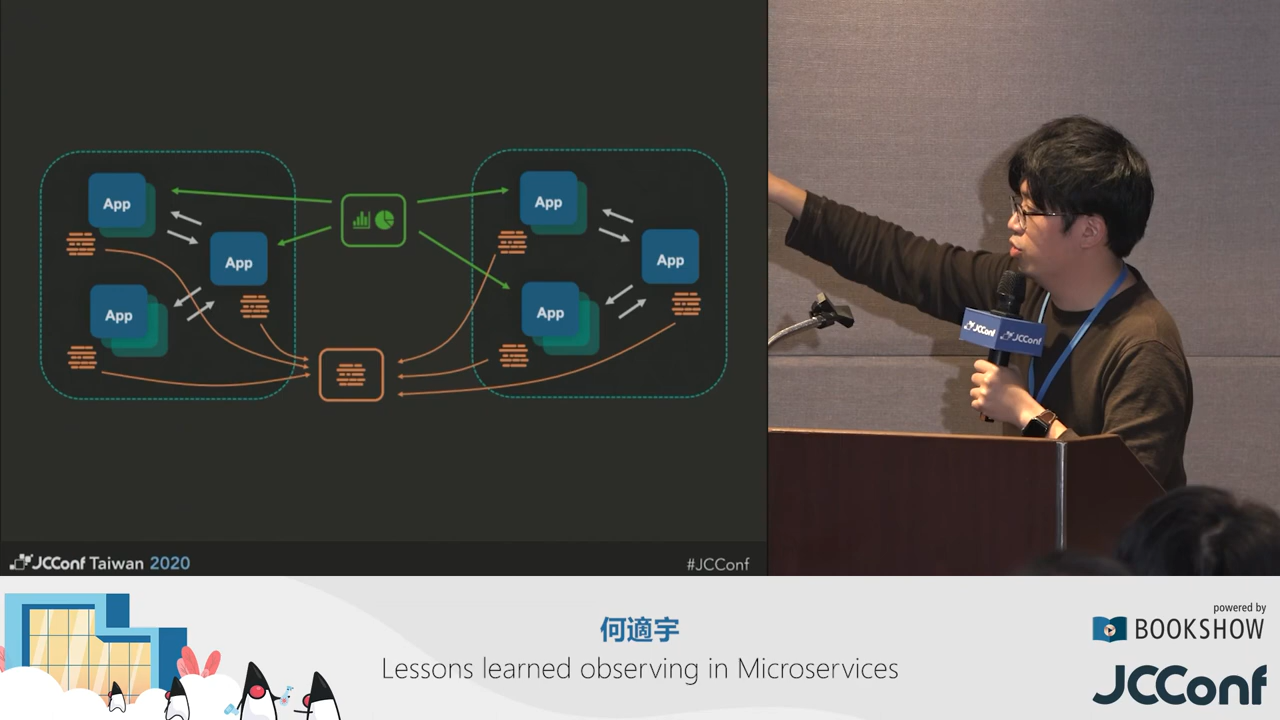 App
App
App
App
App
App
JCConf
JCConf
JCConf Taiwan 2020
#JCConf
何適宇
Lessons learned observing in Microservices
powered by
BOOKSHOW
JCConf